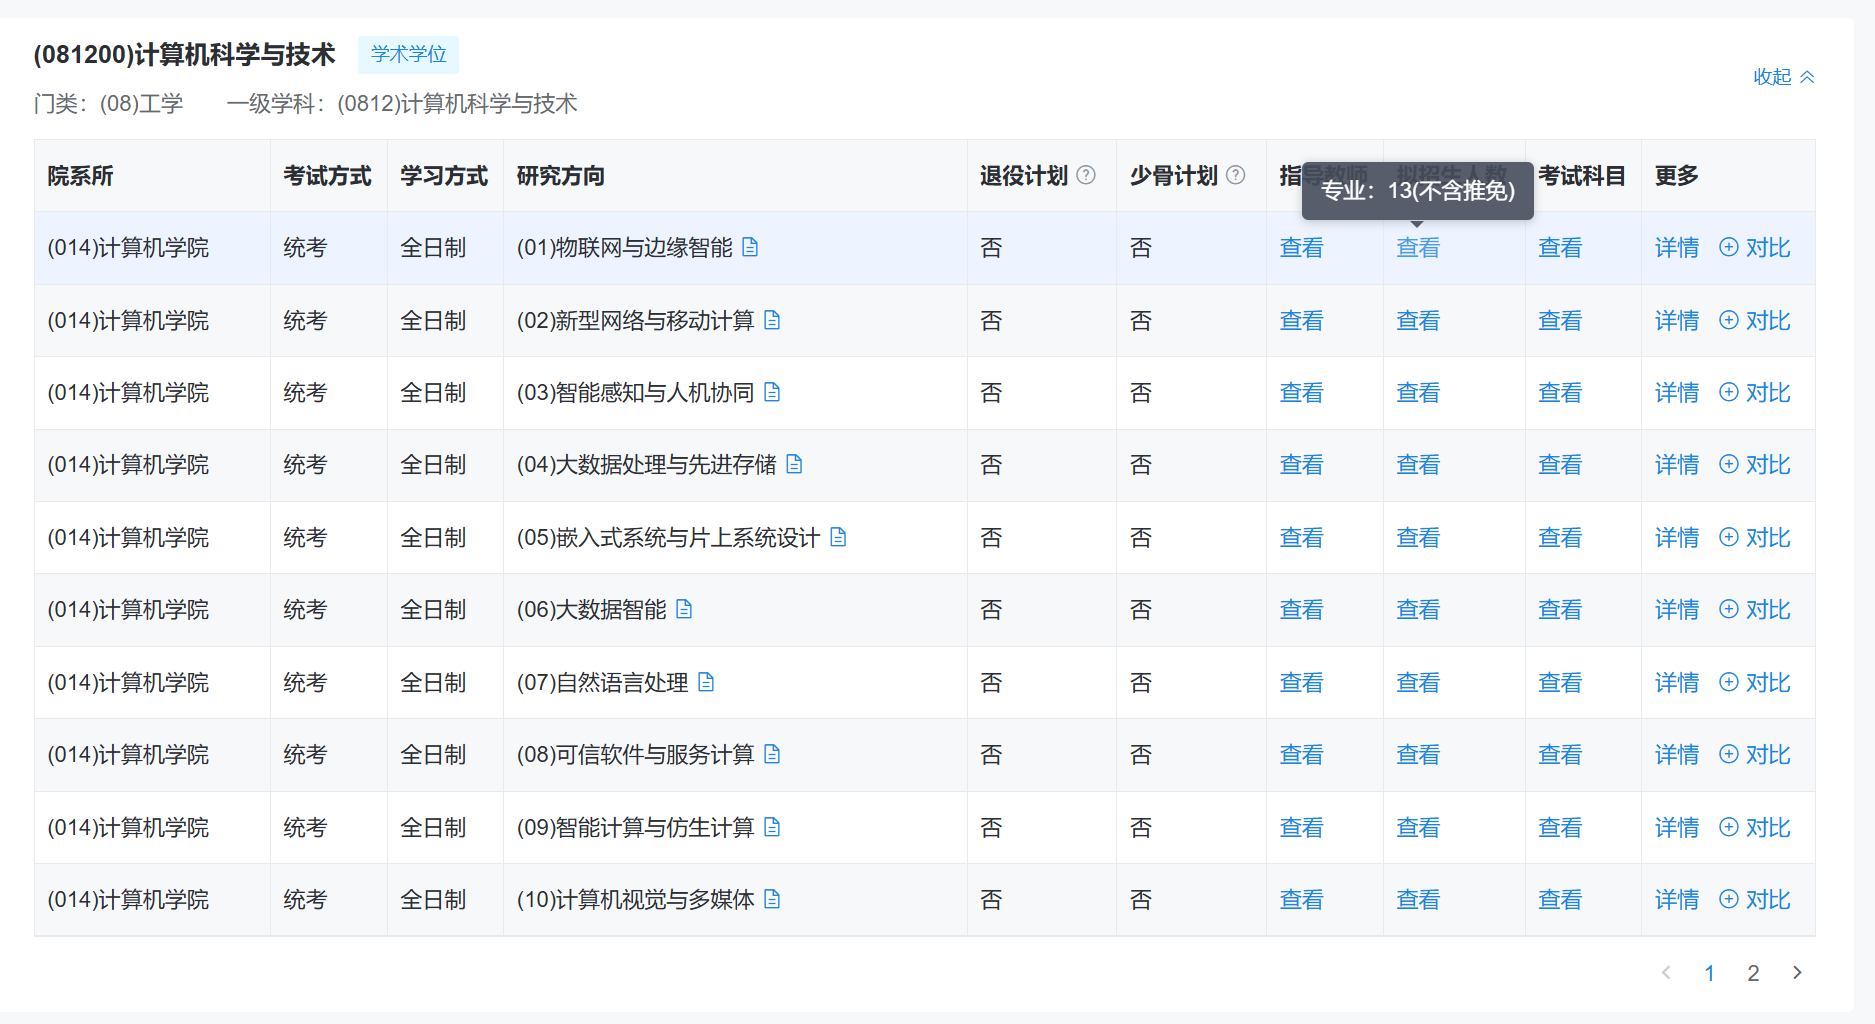 (081200)计算机科学与技术 学术学位
收起
门类：(08)工学 一级学科：(0812)计算机科学与技术
院系所 考试方式 学习方式 研究方向 退役计划 少骨计划 指导教师 拟招生人数 考试科目 更多
专业：13(不含推免)
(014)计算机学院 统考 全日制 (01)物联网与边缘智能 否 否 查看 查看 查看 详情 对比
(014)计算机学院 统考 全日制 (02)新型网络与移动计算 否 否 查看 查看 查看 详情 对比
(014)计算机学院 统考 全日制 (03)智能感知与人机协同 否 否 查看 查看 查看 详情 对比
(014)计算机学院 统考 全日制 (04)大数据处理与先进存储 否 否 查看 查看 查看 详情 对比
(014)计算机学院 统考 全日制 (05)嵌入式系统与片上系统设计 否 否 查看 查看 查看 详情 对比
(014)计算机学院 统考 全日制 (06)大数据智能 否 否 查看 查看 查看 详情 对比
(014)计算机学院 统考 全日制 (07)自然语言处理 否 否 查看 查看 查看 详情 对比
(014)计算机学院 统考 全日制 (08)可信软件与服务计算 否 否 查看 查看 查看 详情 对比
(014)计算机学院 统考 全日制 (09)智能计算与仿生计算 否 否 查看 查看 查看 详情 对比
(014)计算机学院 统考 全日制 (10)计算机视觉与多媒体 否 否 查看 查看 查看 详情 对比
1 2